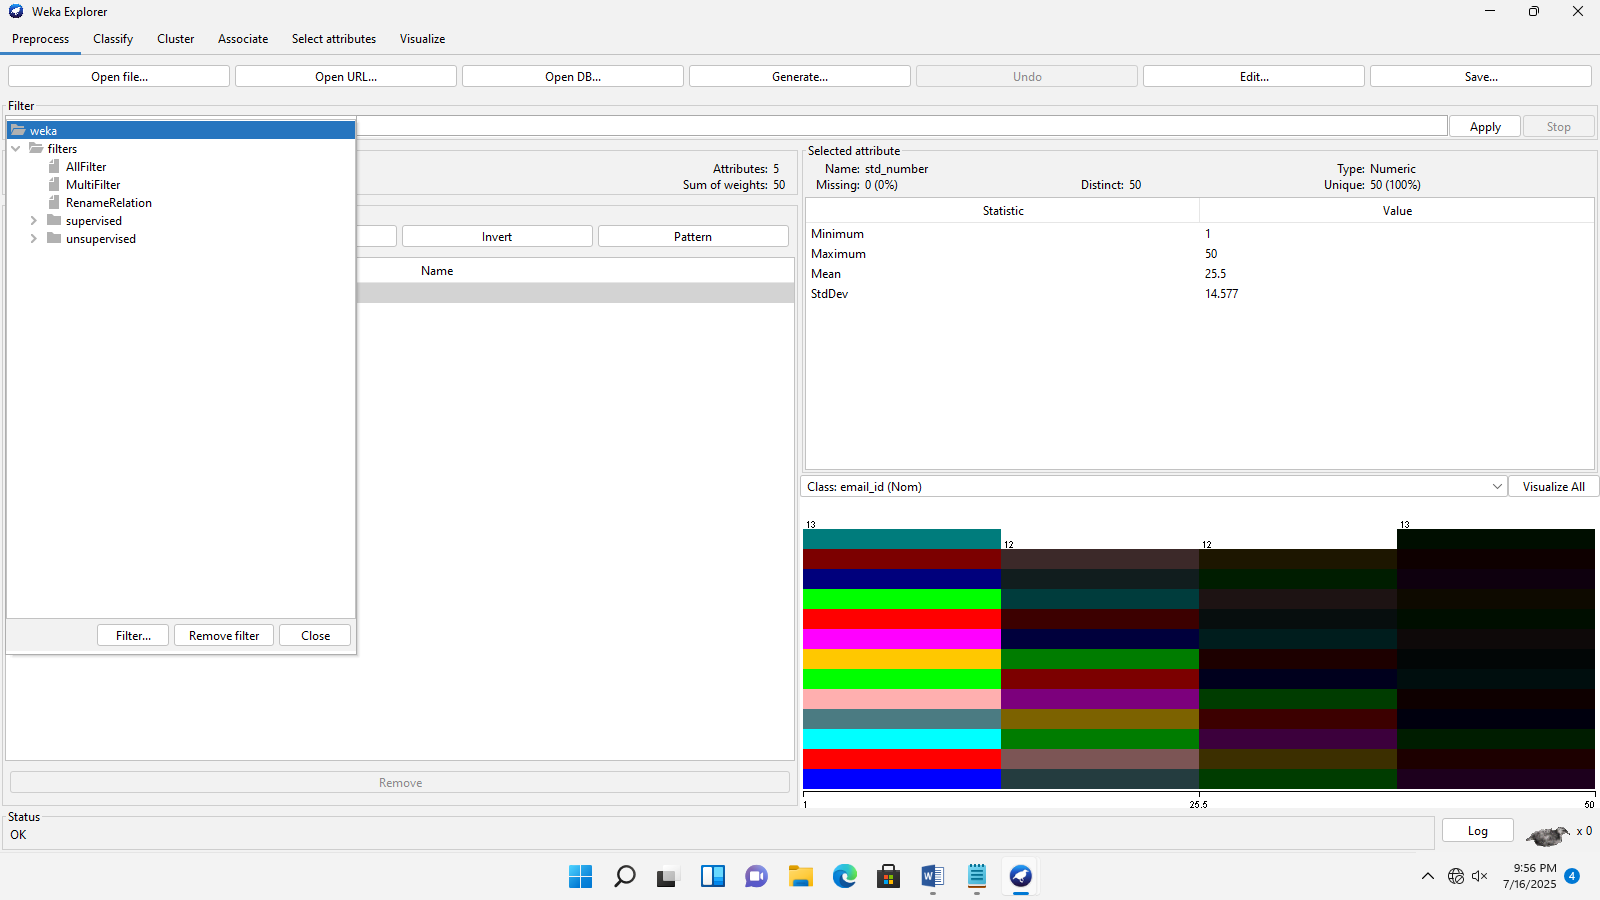 Weka Explorer
Preprocess Classify Cluster Associate Select attributes Visualize
Open file... Open URL... Open DB... Generate... Undo Edit... Save...
Filter
Apply Stop
weka
filters
AllFilter
MultiFilter
RenameRelation
supervised
unsupervised
Filter... Remove filter Close
Attributes: 5
Sum of weights: 50
Invert Pattern
Name
Remove
Selected attribute
Name: std_number Type: Numeric
Missing: 0 (0%) Distinct: 50 Unique: 50 (100%)
Statistic Value
Minimum 1
Maximum 50
Mean 25.5
StdDev 14.577
Class: email_id (Nom) Visualize All
13 12 12 13
1 25.5 50
Status
OK
Log x 0
9:56 PM
7/16/2025 4